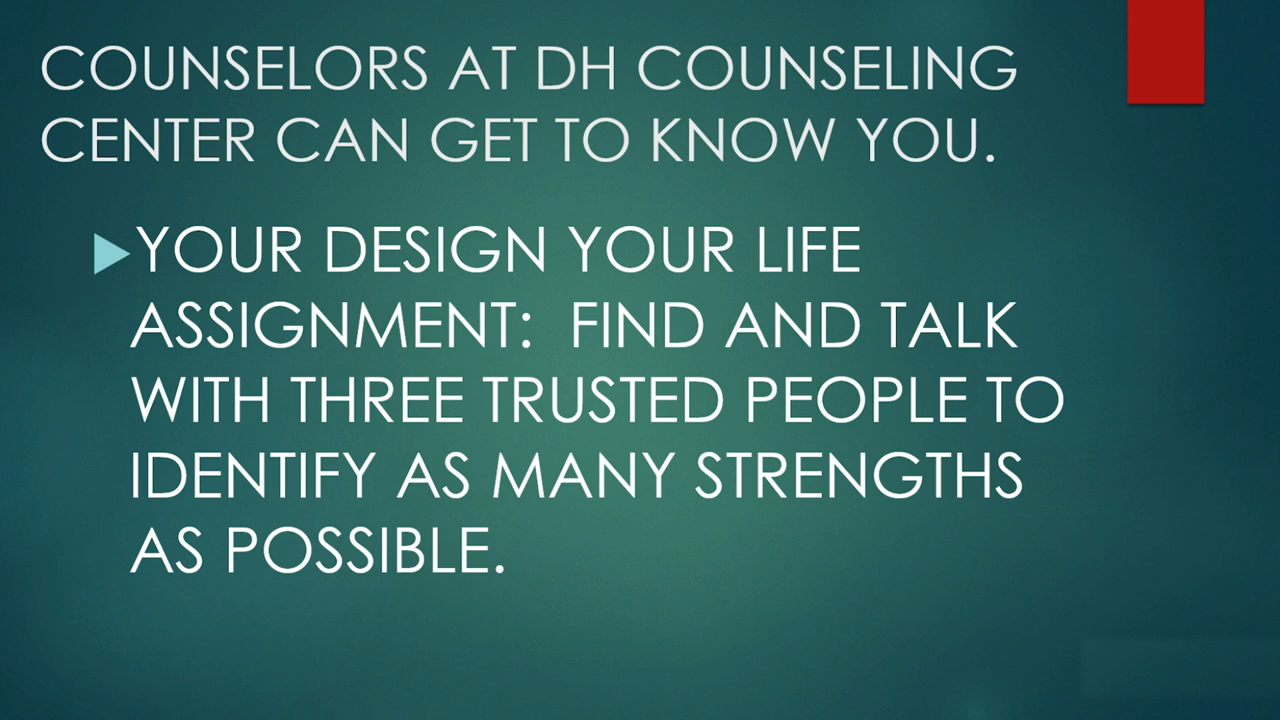 COUNSELORS AT DH COUNSELING
CENTER CAN GET TO KNOW YOU.
YOUR DESIGN YOUR LIFE
ASSIGNMENT:  FIND AND TALK
WITH THREE TRUSTED PEOPLE TO
IDENTIFY AS MANY STRENGTHS
AS POSSIBLE.